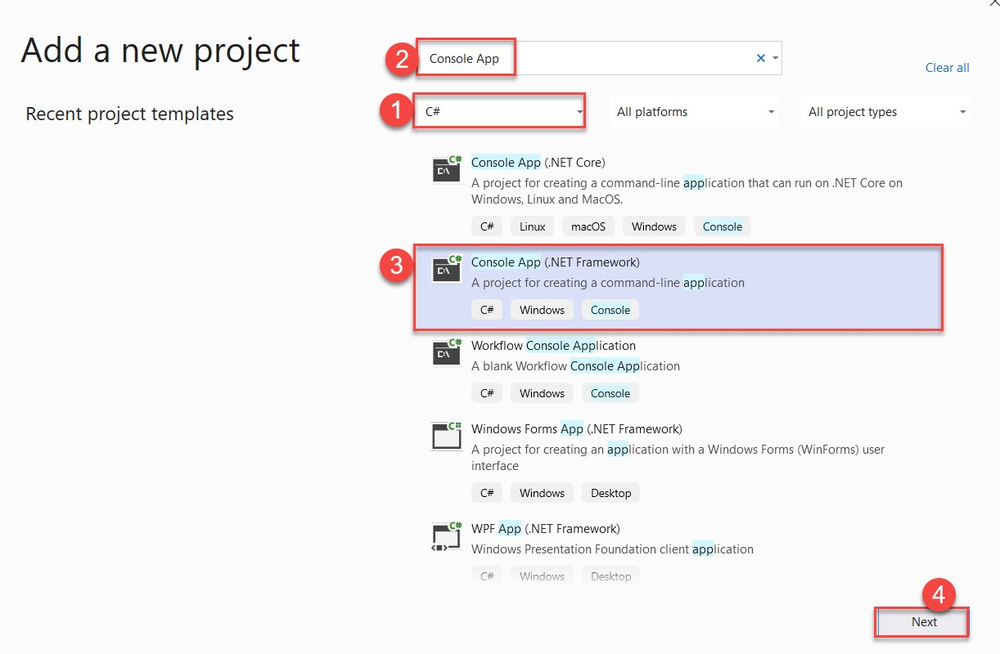 Add a new project
2
Console App
Clear all
Recent project templates
1
C#
All platforms
All project types
C#
C:\
Console App (.NET Core)
A project for creating a command-line application that can run on .NET Core on
Windows, Linux and MacOS.
C# Linux macOS Windows Console
3
C#
C:\
Console App (.NET Framework)
A project for creating a command-line application
C# Windows Console
C#
C:\
Workflow Console Application
A blank Workflow Console Application
C# Windows Console
C#
Windows Forms App (.NET Framework)
A project for creating an application with a Windows Forms (WinForms) user
interface
C# Windows Desktop
C#
WPF App (.NET Framework)
Windows Presentation Foundation client application
C# Windows Desktop
4
Next